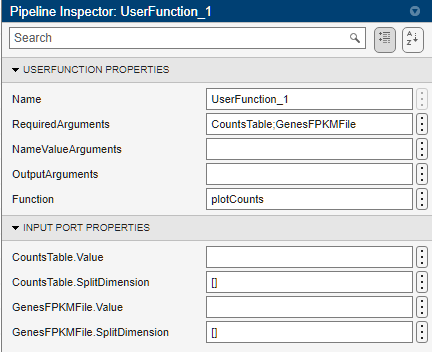 Pipeline Inspector: UserFunction_1
Search
USERFUNCTION PROPERTIES
Name UserFunction_1
RequiredArguments CountsTable;GenesFPKMFile
NameValueArguments
OutputArguments
Function plotCounts
INPUT PORT PROPERTIES
CountsTable.Value
CountsTable.SplitDimension []
GenesFPKMFile.Value
GenesFPKMFile.SplitDimension []